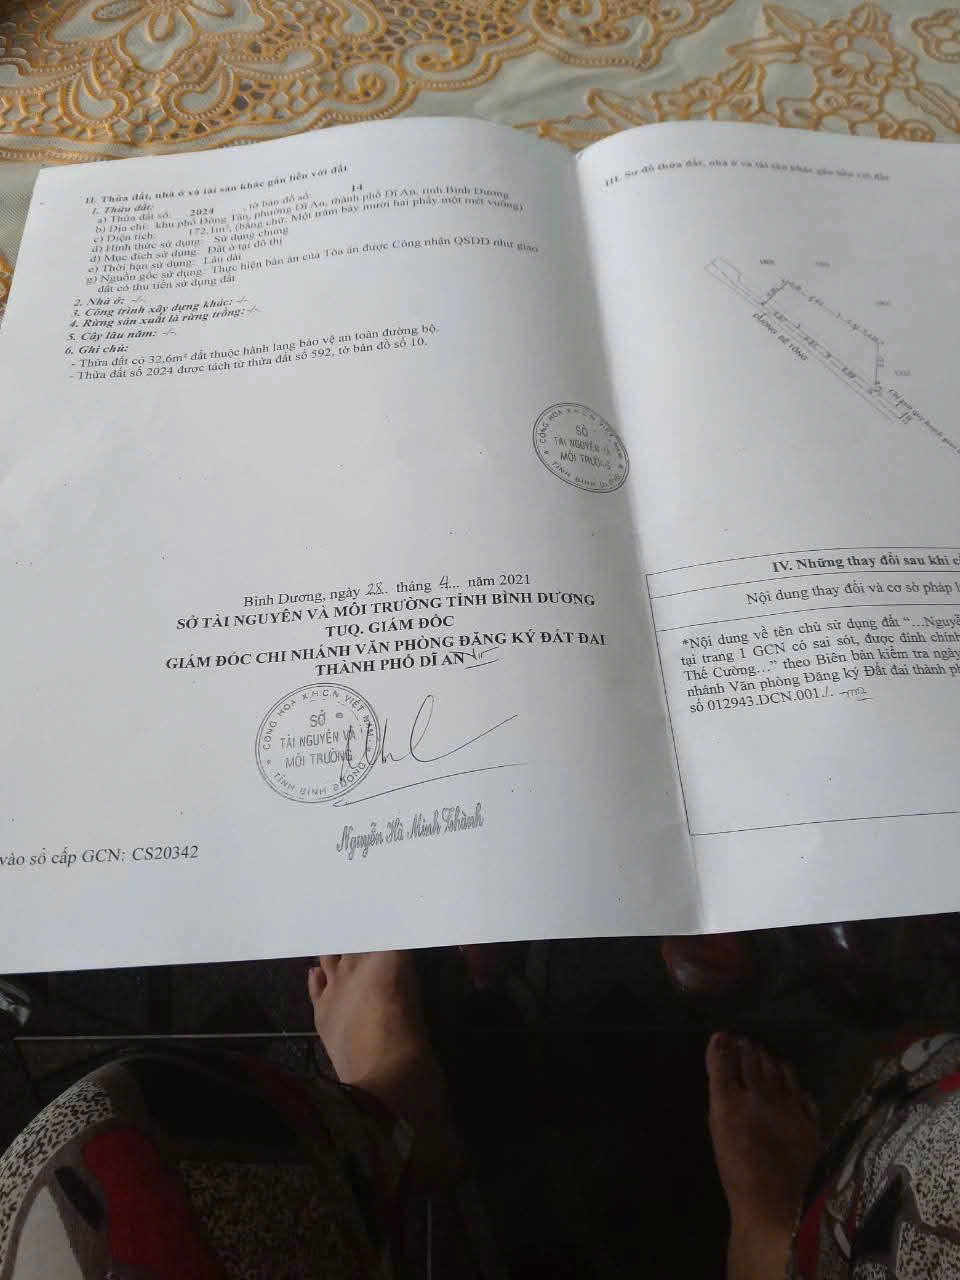 II. Thửa đất, nhà ở và tài sản khác gắn liền với đất
1. Thửa đất:
a) Thửa đất số: 2024 , tờ bản đồ số: 14
b) Địa chỉ: khu phố Đông Tân, phường Dĩ An, thành phố Dĩ An, tỉnh Bình Dương
c) Diện tích: 172,1m², (bằng chữ: Một trăm bảy mươi hai phẩy một mét vuông)
d) Hình thức sử dụng: Sử dụng chung
đ) Mục đích sử dụng: Đất ở tại đô thị
e) Thời hạn sử dụng: Lâu dài
g) Nguồn gốc sử dụng: Thực hiện bản án của Tòa án được Công nhận QSDĐ như giao
đất có thu tiền sử dụng đất
2. Nhà ở: -/-.
3. Công trình xây dựng khác: -/-.
4. Rừng sản xuất là rừng trồng: -/-.
5. Cây lâu năm: -/-.
6. Ghi chú:
- Thửa đất có 32,6m² đất thuộc hành lang bảo vệ an toàn đường bộ.
- Thửa đất số 2024 được tách từ thửa đất số 592, tờ bản đồ số 10.
CỘNG HÒA X.H.C.N VIỆT NAM
SỞ
TÀI NGUYÊN VÀ
MÔI TRƯỜNG
TỈNH BÌNH DƯƠNG
Bình Dương, ngày 28 tháng 4 năm 2021
SỞ TÀI NGUYÊN VÀ MÔI TRƯỜNG TỈNH BÌNH DƯƠNG
TUQ. GIÁM ĐỐC
GIÁM ĐỐC CHI NHÁNH VĂN PHÒNG ĐĂNG KÝ ĐẤT ĐAI
THÀNH PHỐ DĨ AN
CỘNG HÒA X.H.C.N VIỆT NAM
SỞ
TÀI NGUYÊN VÀ
MÔI TRƯỜNG
TỈNH BÌNH DƯƠNG
Nguyễn Hà Minh Thành
vào sổ cấp GCN: CS20342
III. Sơ đồ thửa đất, nhà ở và tài sản khác gắn liền với đất
ĐƯỜNG BÊ TÔNG
IV. Những thay đổi sau khi c
Nội dung thay đổi và cơ sở pháp l
*Nội dung về tên chủ sử dụng đất “...Nguyễ
tại trang 1 GCN có sai sót, được đính chính
Thế Cường...” theo Biên bản kiểm tra ngày
nhánh Văn phòng Đăng ký Đất đai thành ph
số 012943.DCN.001./.